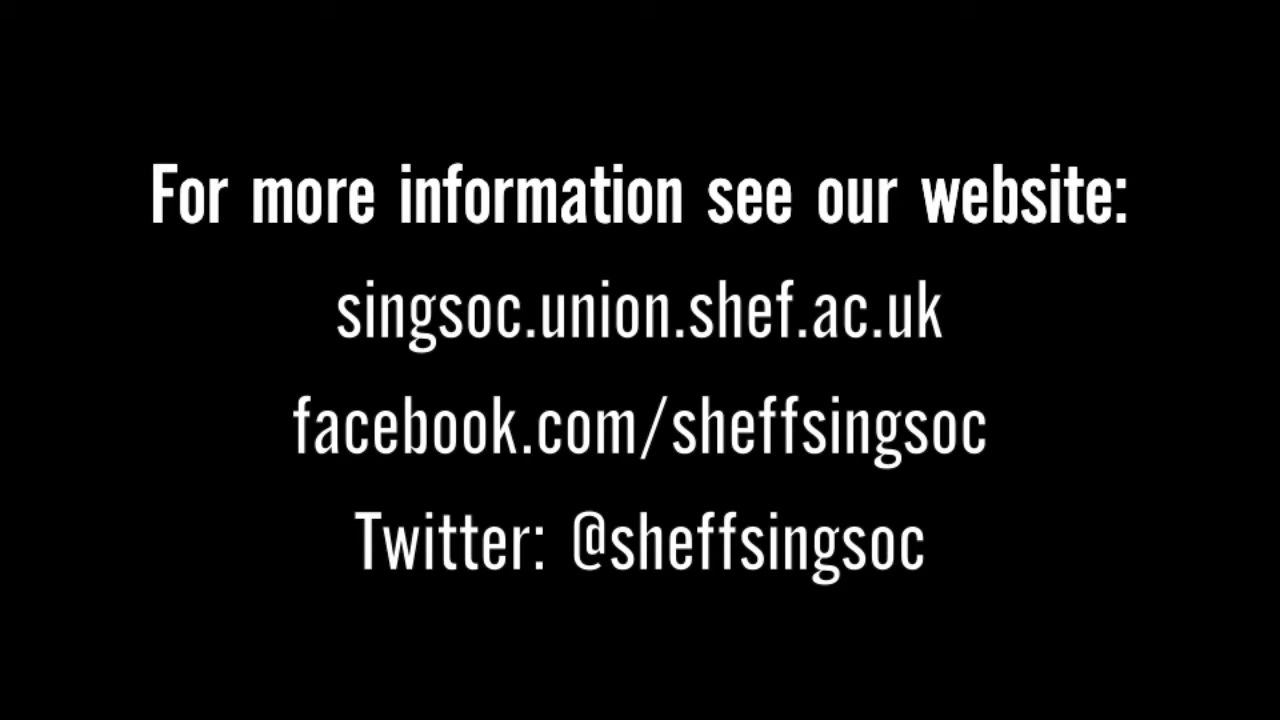 For more information see our website:
singsoc.union.shef.ac.uk
facebook.com/sheffsingsoc
Twitter: @sheffsingsoc